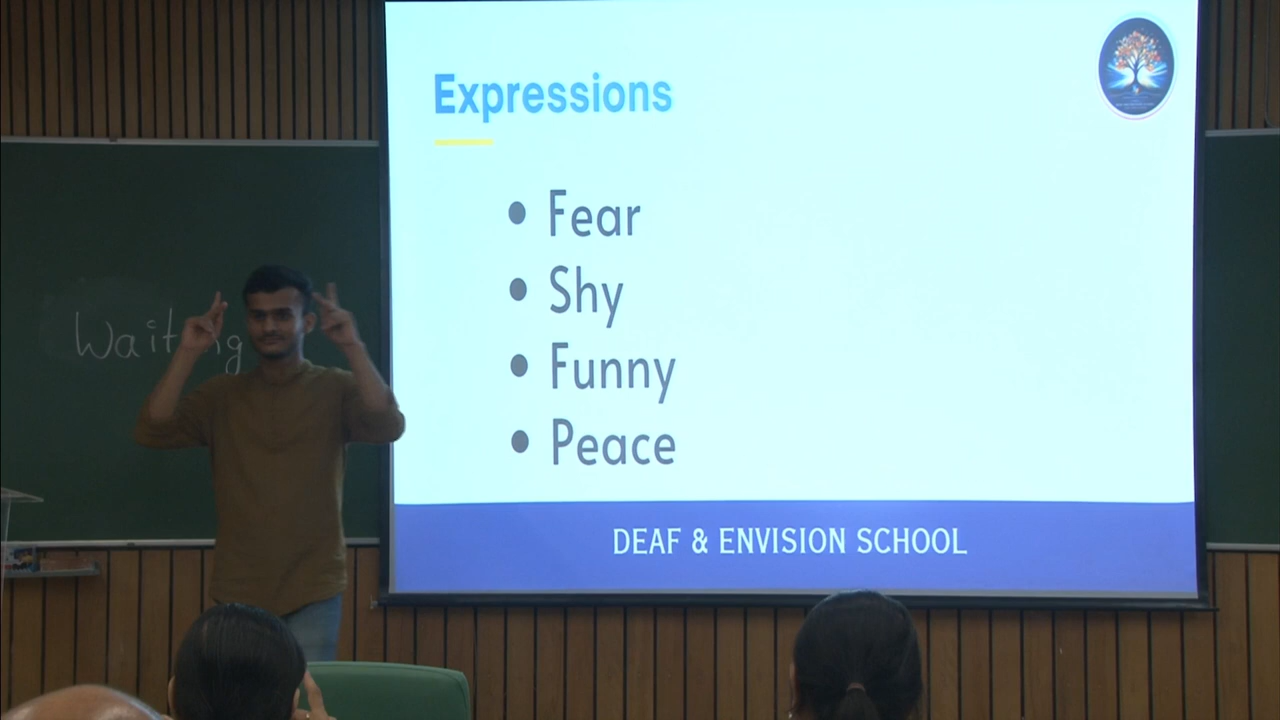 Expressions
• Fear
• Shy
• Funny
• Peace
DEAF & ENVISION SCHOOL